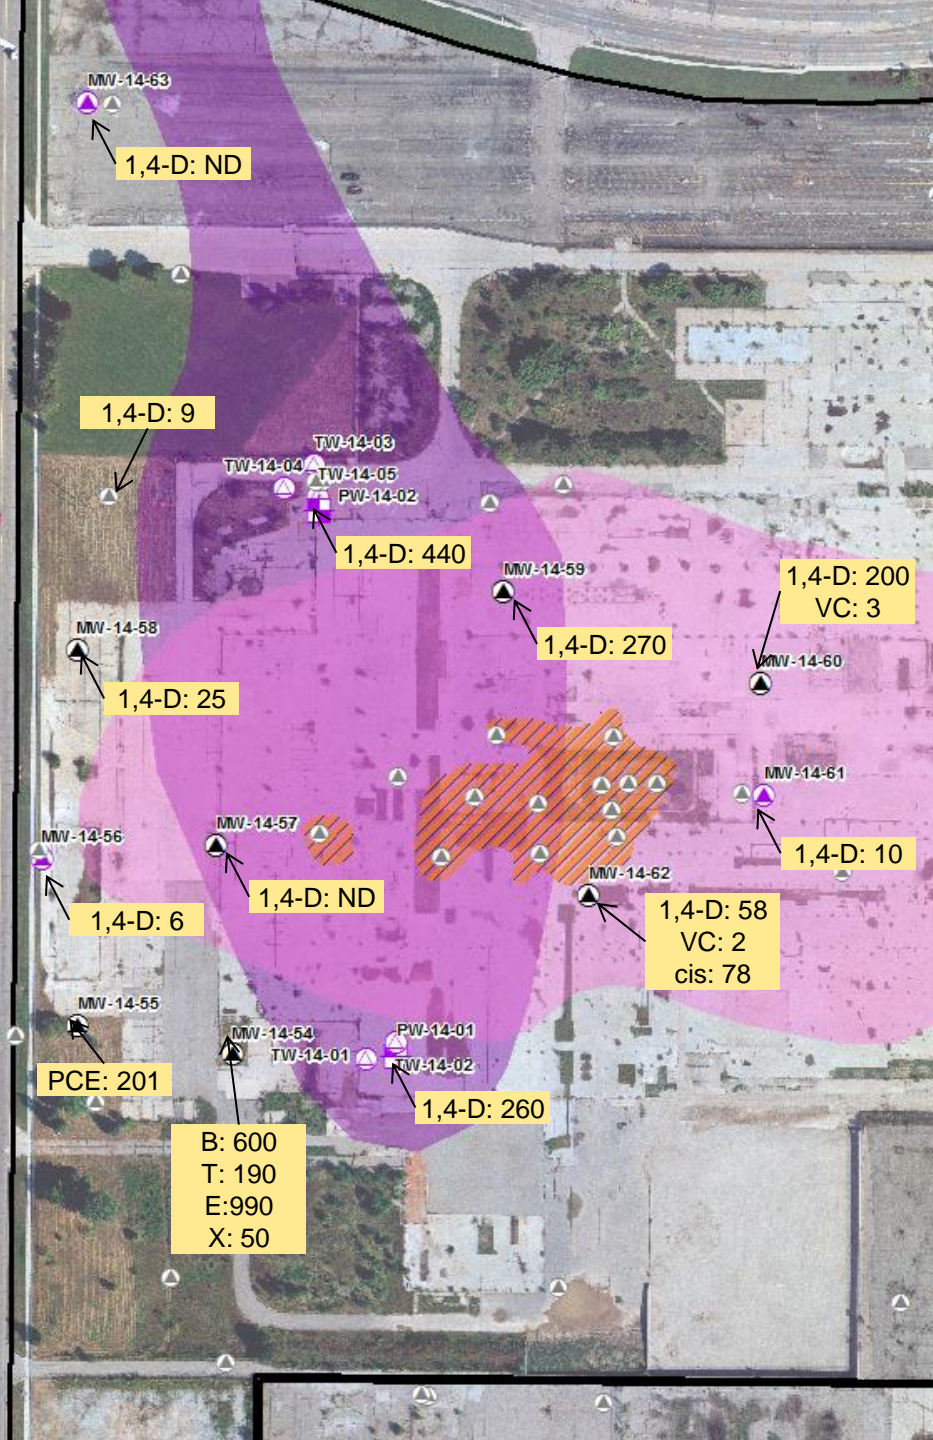 MW-14-63
1,4-D: ND
1,4-D: 9
TW-14-03
TW-14-04
TW-14-05
PW-14-02
1,4-D: 440
MW-14-59
1,4-D: 200
VC: 3
MW-14-58
1,4-D: 270
MW-14-60
1,4-D: 25
MW-14-61
MW-14-57
MW-14-56
1,4-D: 10
MW-14-62
1,4-D: ND
1,4-D: 6
1,4-D: 58
VC: 2
cis: 78
MW-14-55
MW-14-54
PW-14-01
TW-14-01
TW-14-02
PCE: 201
1,4-D: 260
B: 600
T: 190
E:990
X: 50